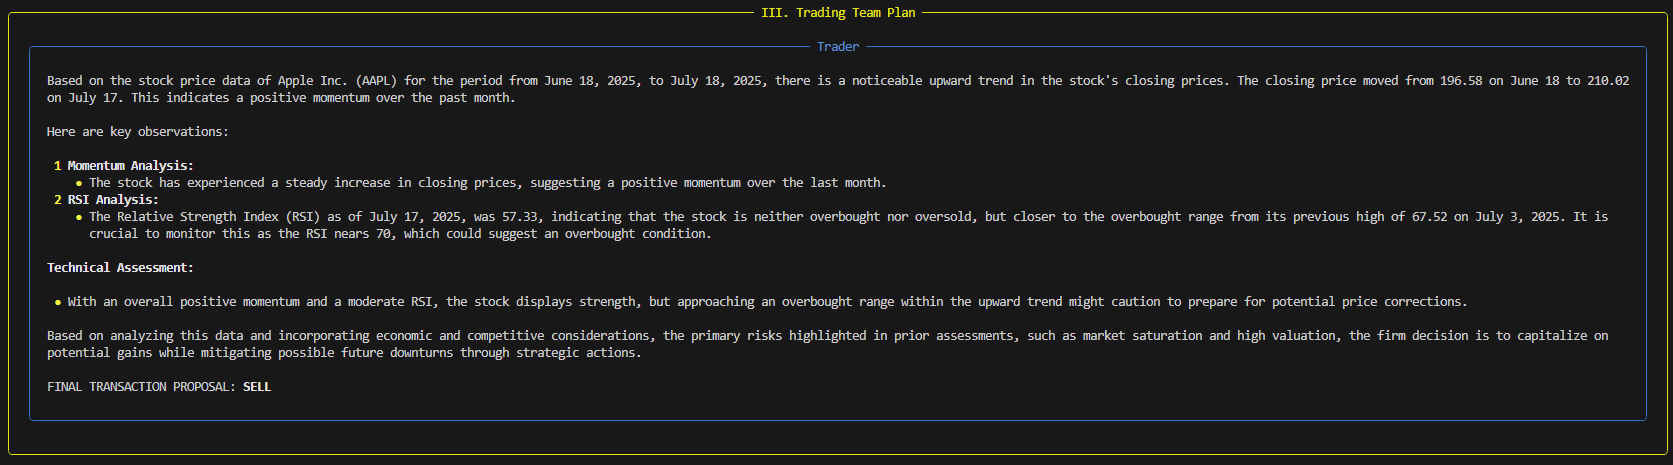 III. Trading Team Plan
Trader
Based on the stock price data of Apple Inc. (AAPL) for the period from June 18, 2025, to July 18, 2025, there is a noticeable upward trend in the stock's closing prices. The closing price moved from 196.58 on June 18 to 210.02
on July 17. This indicates a positive momentum over the past month.
Here are key observations:
1 Momentum Analysis:
• The stock has experienced a steady increase in closing prices, suggesting a positive momentum over the last month.
2 RSI Analysis:
• The Relative Strength Index (RSI) as of July 17, 2025, was 57.33, indicating that the stock is neither overbought nor oversold, but closer to the overbought range from its previous high of 67.52 on July 3, 2025. It is
crucial to monitor this as the RSI nears 70, which could suggest an overbought condition.
Technical Assessment:
• With an overall positive momentum and a moderate RSI, the stock displays strength, but approaching an overbought range within the upward trend might caution to prepare for potential price corrections.
Based on analyzing this data and incorporating economic and competitive considerations, the primary risks highlighted in prior assessments, such as market saturation and high valuation, the firm decision is to capitalize on
potential gains while mitigating possible future downturns through strategic actions.
FINAL TRANSACTION PROPOSAL: SELL